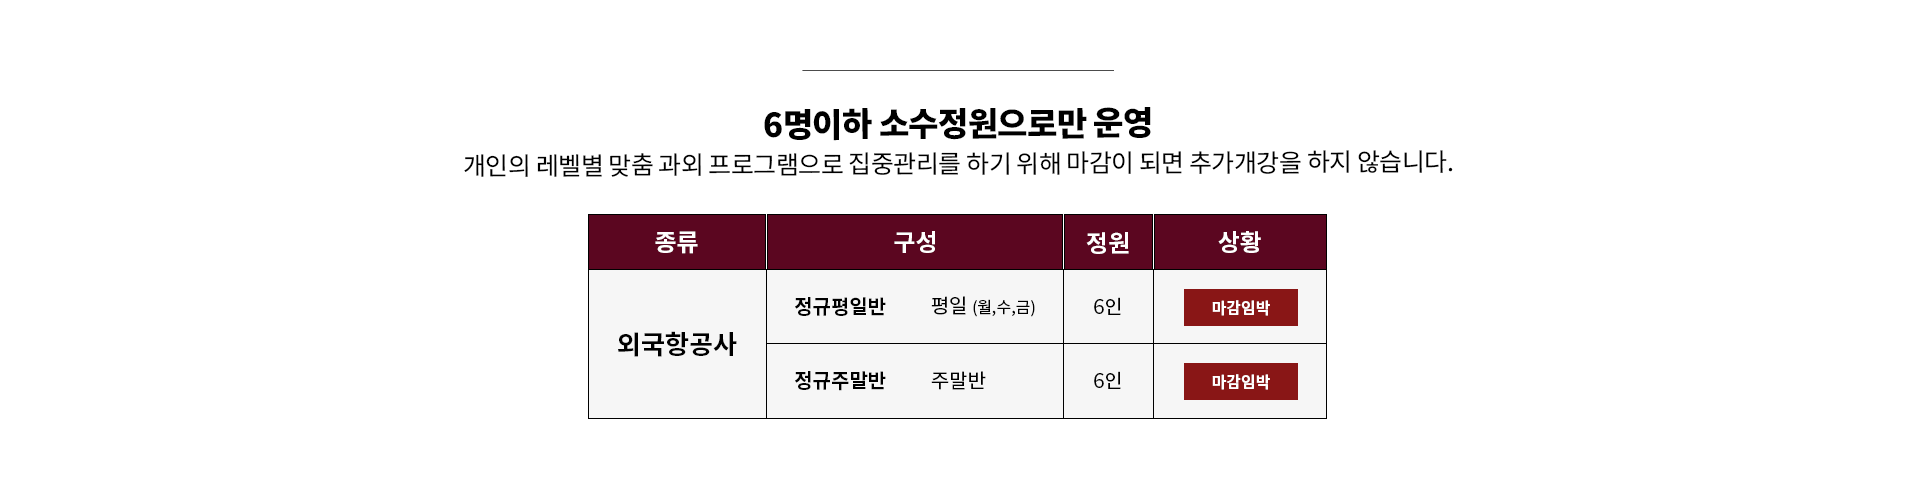 6명이하 소수정원으로만 운영
개인의 레벨별 맞춤 과외 프로그램으로 집중관리를 하기 위해 마감이 되면 추가개강을 하지 않습니다.
종류 구성 정원 상황
외국항공사
정규평일반 평일 (월,수,금) 6인 마감임박
정규주말반 주말반 6인 마감임박